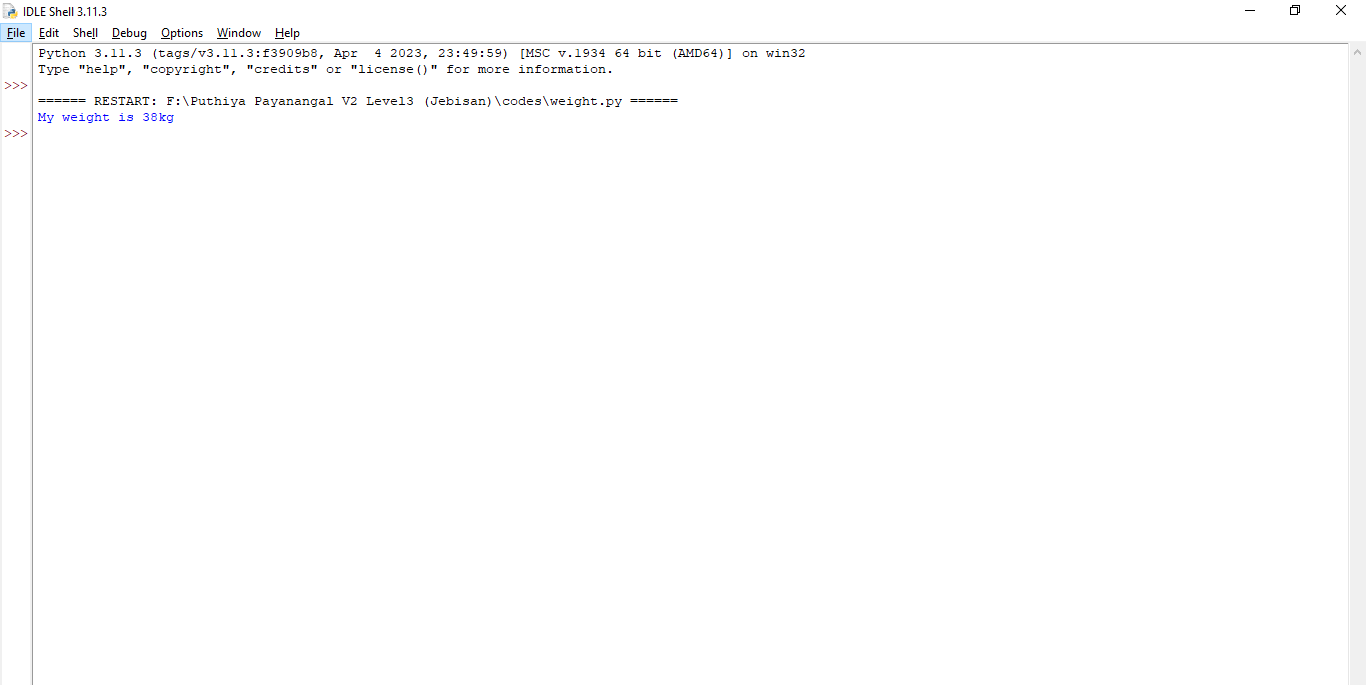 IDLE Shell 3.11.3
File Edit Shell Debug Options Window Help
Python 3.11.3 (tags/v3.11.3:f3909b8, Apr  4 2023, 23:49:59) [MSC v.1934 64 bit (AMD64)] on win32
Type "help", "copyright", "credits" or "license()" for more information.
>>>
====== RESTART: F:\Puthiya Payanangal V2 Level3 (Jebisan)\codes\weight.py ======
My weight is 38kg
>>>